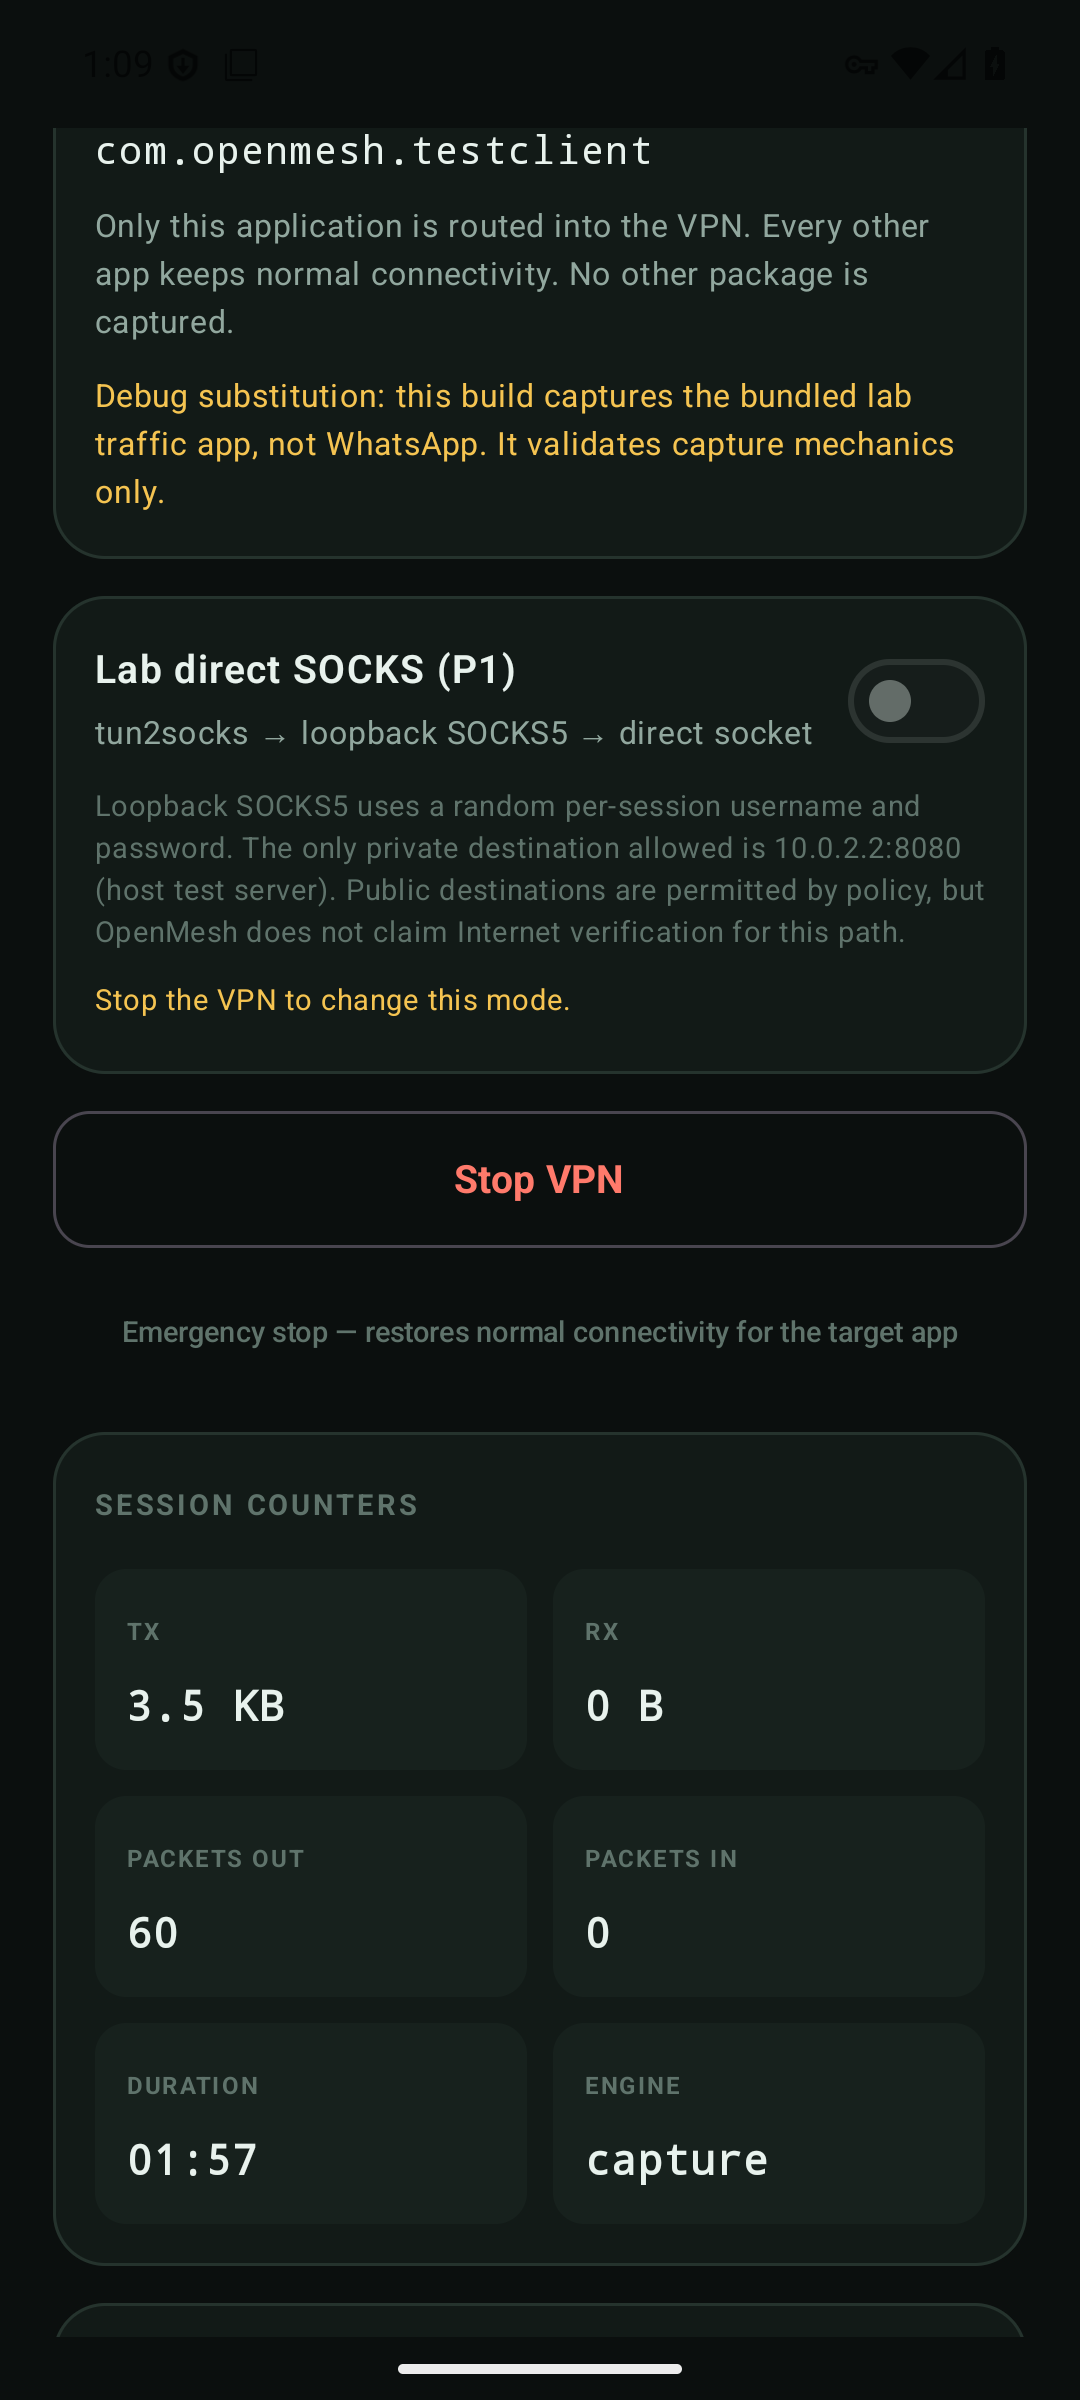 1:09
com.openmesh.testclient
Only this application is routed into the VPN. Every other
app keeps normal connectivity. No other package is
captured.
Debug substitution: this build captures the bundled lab
traffic app, not WhatsApp. It validates capture mechanics
only.
Lab direct SOCKS (P1)
tun2socks → loopback SOCKS5 → direct socket
Loopback SOCKS5 uses a random per-session username and
password. The only private destination allowed is 10.0.2.2:8080
(host test server). Public destinations are permitted by policy, but
OpenMesh does not claim Internet verification for this path.
Stop the VPN to change this mode.
Stop VPN
Emergency stop — restores normal connectivity for the target app
SESSION COUNTERS
TX
3.5 KB
RX
0 B
PACKETS OUT
60
PACKETS IN
0
DURATION
01:57
ENGINE
capture